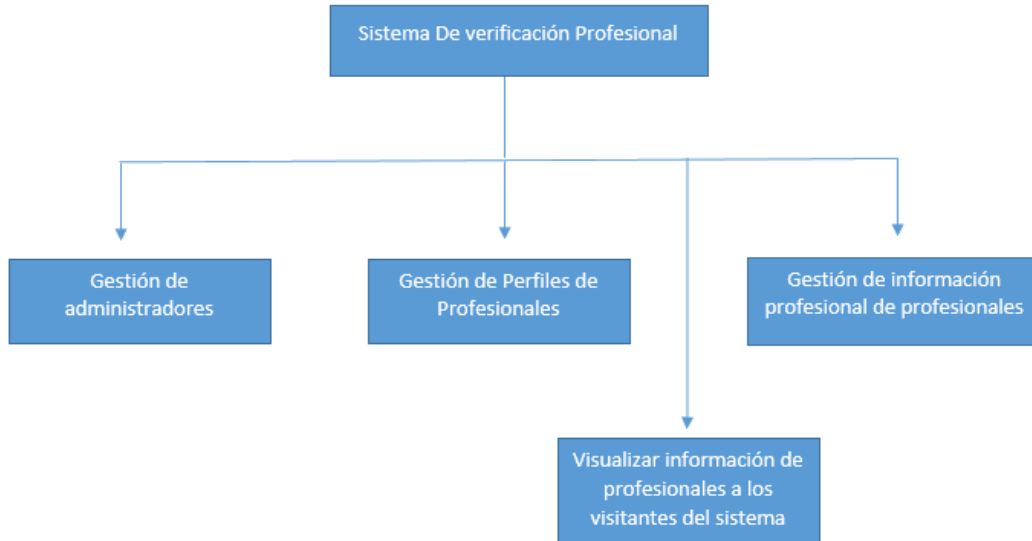 Sistema De verificación Profesional
Gestión de
administradores
Gestión de Perfiles de
Profesionales
Gestión de información
profesional de profesionales
Visualizar información de
profesionales a los
visitantes del sistema